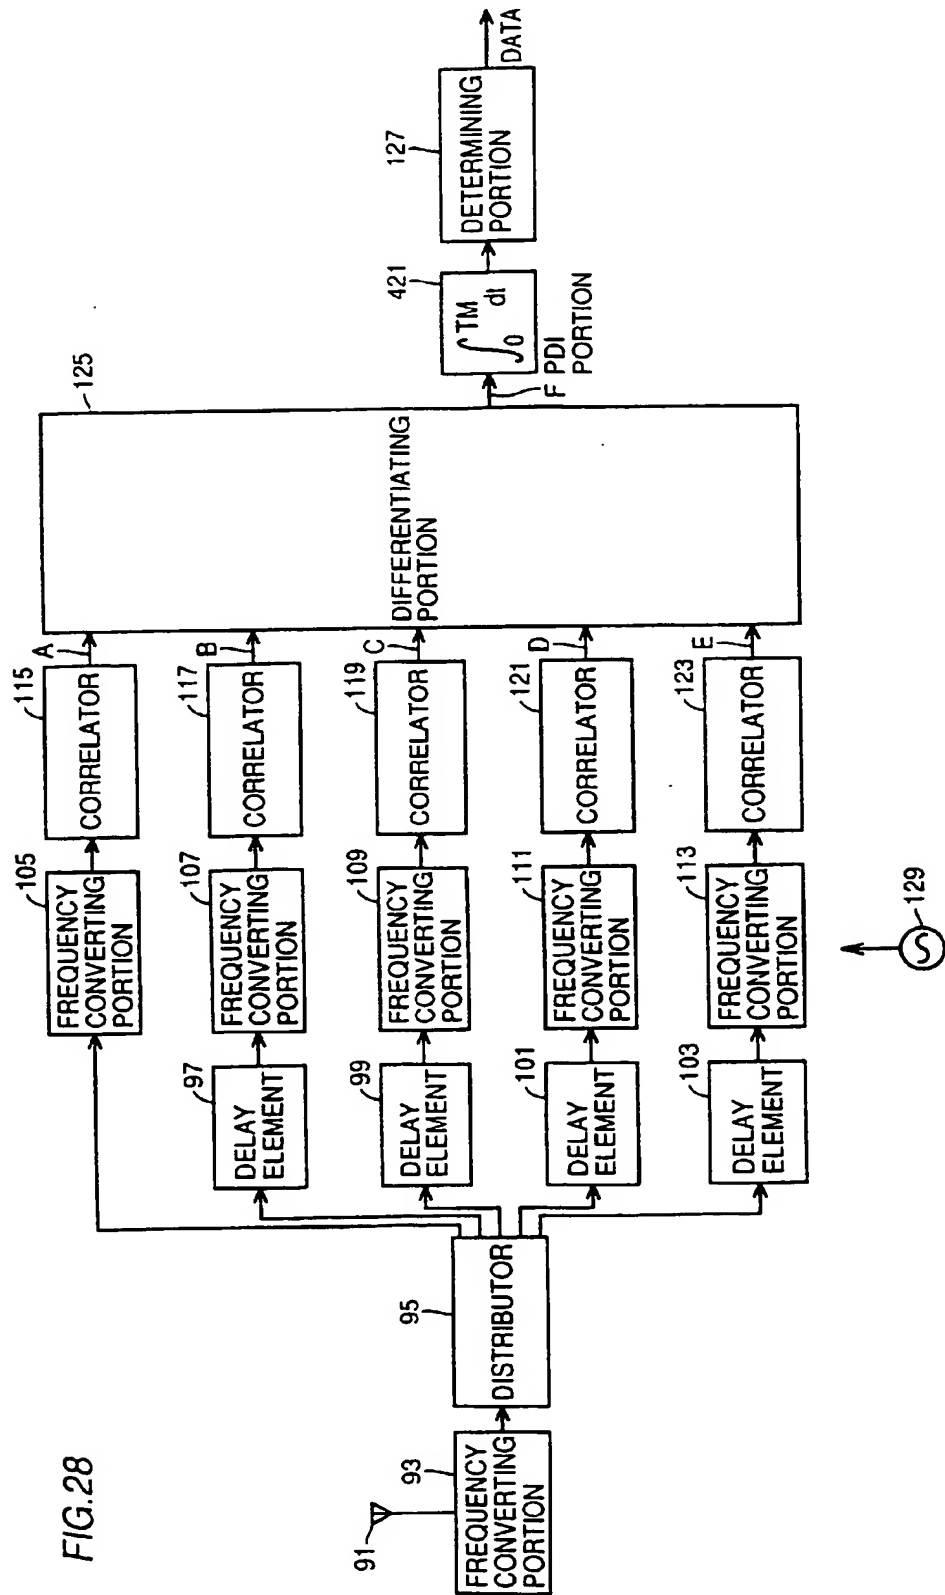 FIG.28
91
93
FREQUENCY
CONVERTING
PORTION
95
DISTRIBUTOR
97
DELAY
ELEMENT
99
DELAY
ELEMENT
101
DELAY
ELEMENT
103
DELAY
ELEMENT
105
FREQUENCY
CONVERTING
PORTION
107
FREQUENCY
CONVERTING
PORTION
109
FREQUENCY
CONVERTING
PORTION
111
FREQUENCY
CONVERTING
PORTION
113
FREQUENCY
CONVERTING
PORTION
129
115
CORRELATOR
117
CORRELATOR
119
CORRELATOR
121
CORRELATOR
123
CORRELATOR
A
B
C
D
E
125
DIFFERENTIATING
PORTION
F
421
∫0TM dt
PDI
PORTION
127
DETERMINING
PORTION
DATA